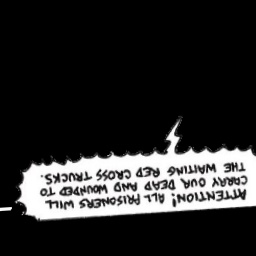 ATTENTION! ALL PRISONERS WILL
CARRY OUR DEAD AND WOUNDED TO
THE WAITING RED CROSS TRUCKS.